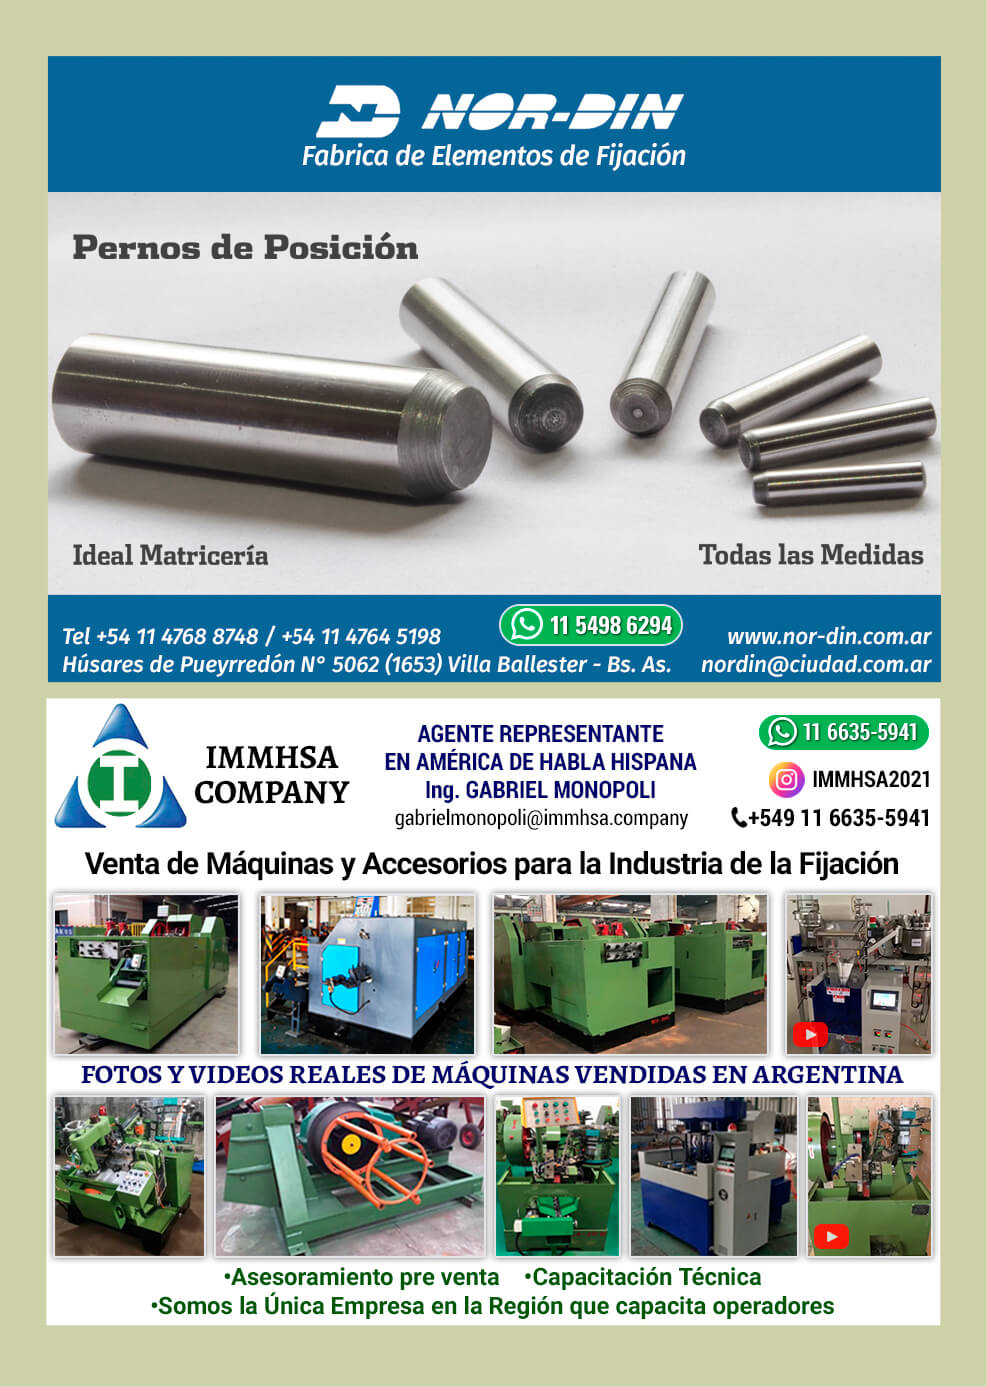 NOR-DIN
Fabrica de Elementos de Fijación
Pernos de Posición
Ideal Matricería
Todas las Medidas
11 5498 6294
Tel +54 11 4768 8748 / +54 11 4764 5198
www.nor-din.com.ar
Húsares de Pueyrredón N° 5062 (1653) Villa Ballester - Bs. As.
nordin@ciudad.com.ar
I
IMMHSA
COMPANY
AGENTE REPRESENTANTE
EN AMÉRICA DE HABLA HISPANA
Ing. GABRIEL MONOPOLI
gabrielmonopoli@immhsa.company
11 6635-5941
IMMHSA2021
+549 11 6635-5941
Venta de Máquinas y Accesorios para la Industria de la Fijación
FOTOS Y VIDEOS REALES DE MÁQUINAS VENDIDAS EN ARGENTINA
•Asesoramiento pre venta •Capacitación Técnica
•Somos la Única Empresa en la Región que capacita operadores